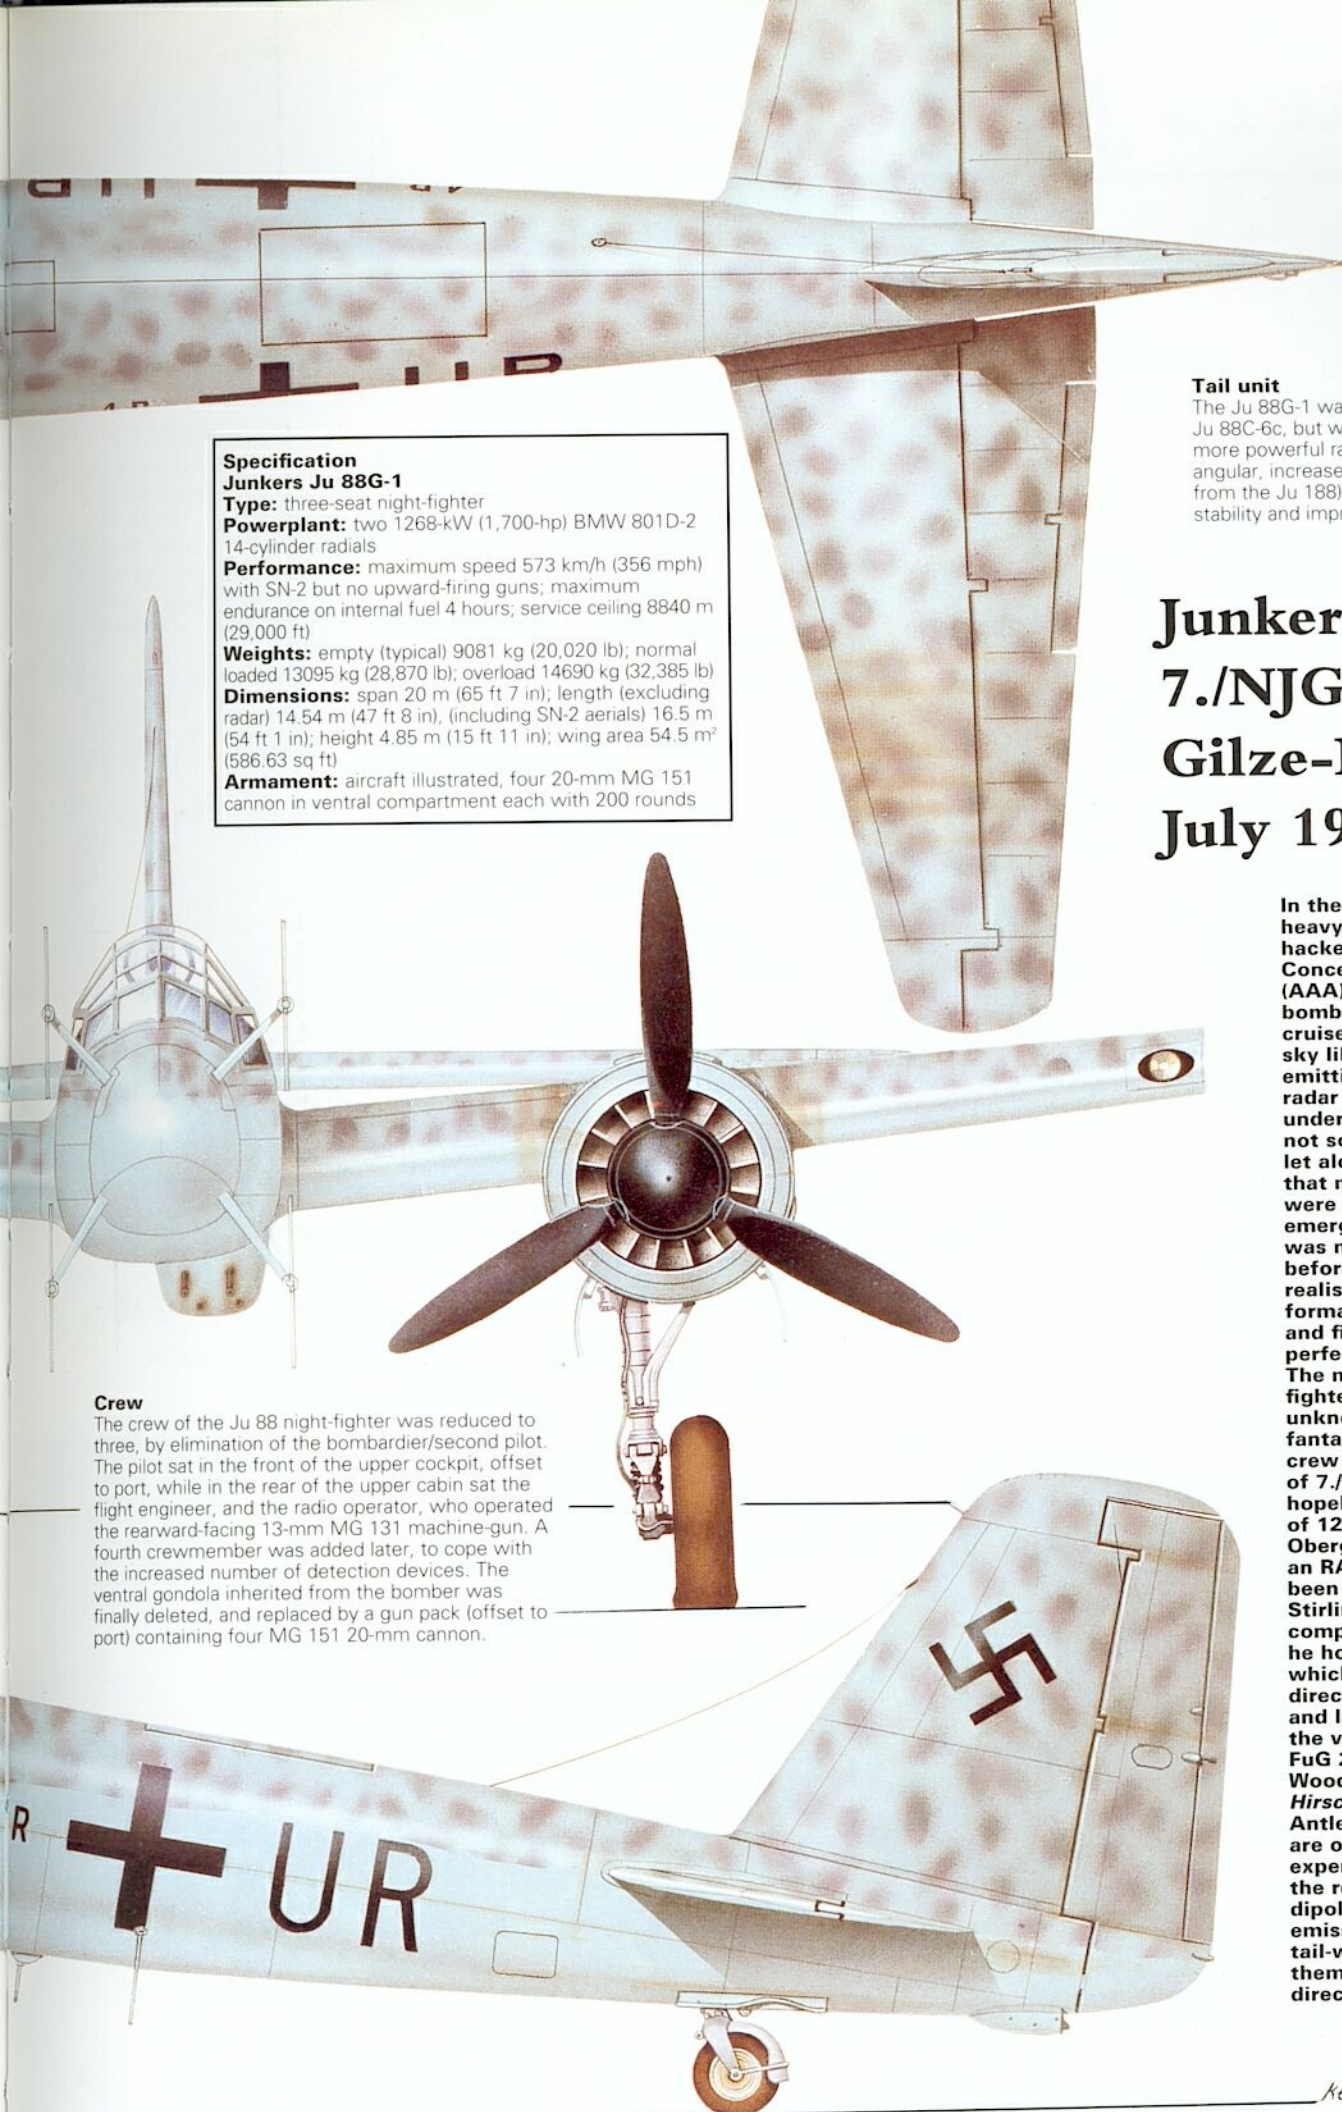 UR
4R
4R
UR
Specification
Junkers Ju 88G-1
Type: three-seat night-fighter
Powerplant: two 1268-kW (1,700-hp) BMW 801D-2
14-cylinder radials
Performance: maximum speed 573 km/h (356 mph)
with SN-2 but no upward-firing guns; maximum
endurance on internal fuel 4 hours; service ceiling 8840 m
(29,000 ft)
Weights: empty (typical) 9081 kg (20,020 lb); normal
loaded 13095 kg (28,870 lb); overload 14690 kg (32,385 lb)
Dimensions: span 20 m (65 ft 7 in); length (excluding
radar) 14.54 m (47 ft 8 in), (including SN-2 aerials) 16.5 m
(54 ft 1 in); height 4.85 m (15 ft 11 in); wing area 54.5 m²
(586.63 sq ft)
Armament: aircraft illustrated, four 20-mm MG 151
cannon in ventral compartment each with 200 rounds
Tail unit
The Ju 88G-1 wa
Ju 88C-6c, but w
more powerful ra
angular, increase
from the Ju 188)
stability and impr
Junker
7./NJG
Gilze-
July 19
Crew
The crew of the Ju 88 night-fighter was reduced to
three, by elimination of the bombardier/second pilot.
The pilot sat in the front of the upper cockpit, offset
to port, while in the rear of the upper cabin sat the
flight engineer, and the radio operator, who operated
the rearward-facing 13-mm MG 131 machine-gun. A
fourth crewmember was added later, to cope with
the increased number of detection devices. The
ventral gondola inherited from the bomber was
finally deleted, and replaced by a gun pack (offset to
port) containing four MG 151 20-mm cannon.
In the
heavy
hacke
Conce
(AAA)
bomb
cruise
sky lil
emitti
radar
under
not so
let alo
that n
were
emerg
was n
befor
realis
forma
and fi
perfe
The n
fighte
unkno
fanta
crew
of 7./
hopel
of 12
Oberg
an RA
been
Stirli
comp
he ho
which
direc
and l
the v
FuG 2
Wood
Hirsc
Antle
are o
exper
the r
dipol
emis
tail-v
them
direc
R
UR